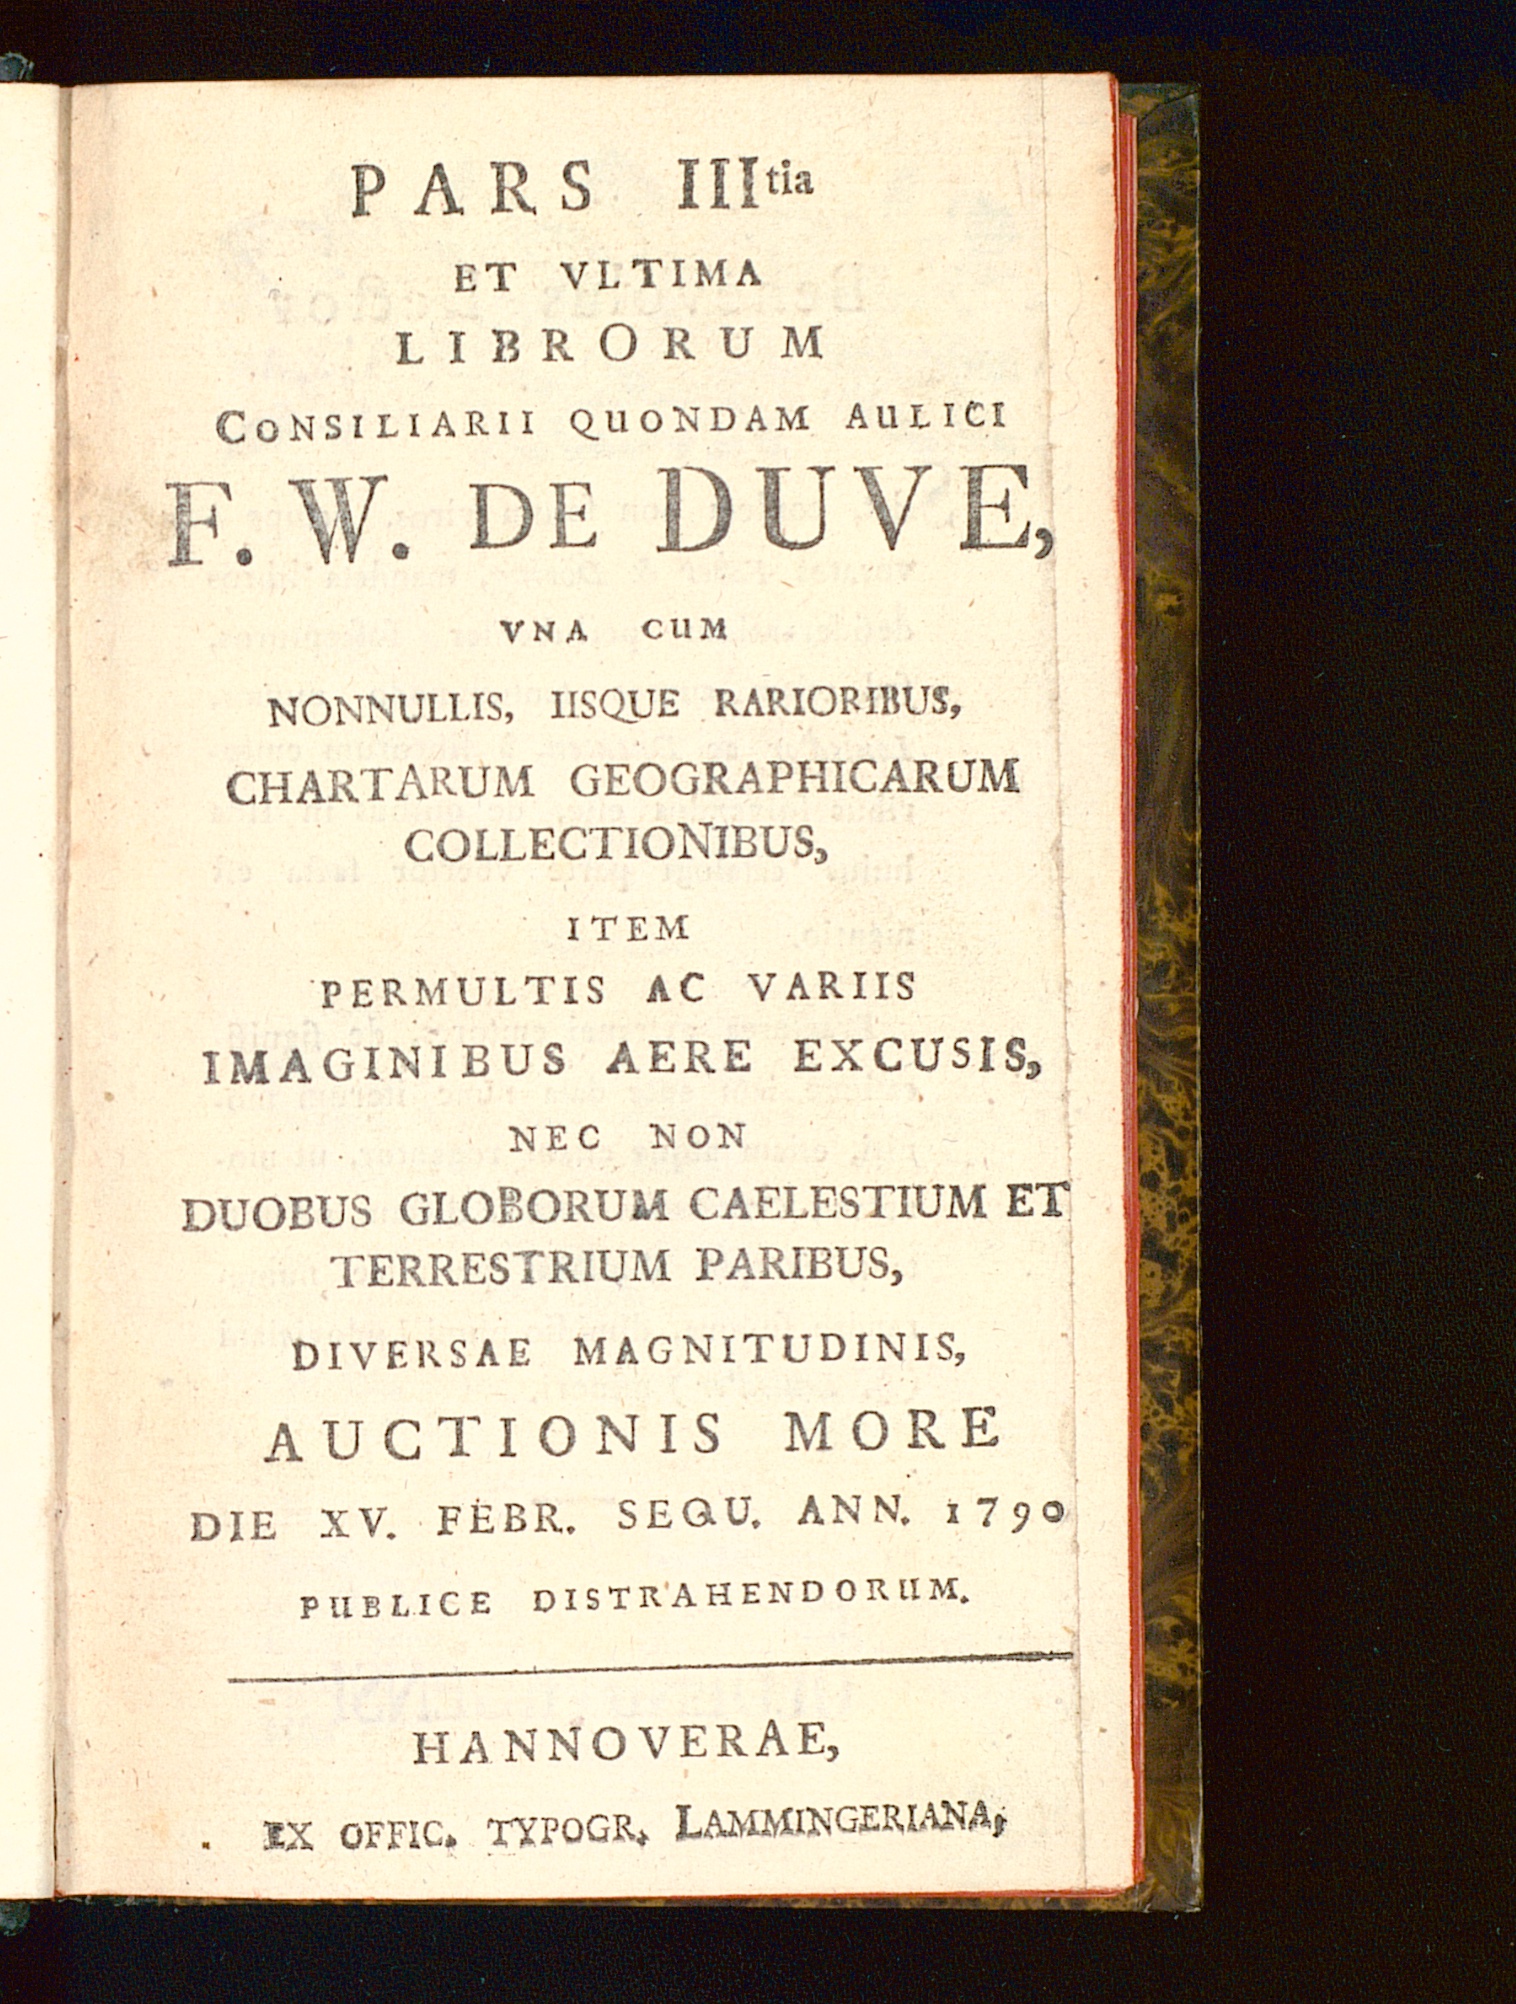 PARS IIItia
ET VLTIMA
LIBRORUM
CONSILIARII QUONDAM AULICI
F. W. DE DUVE,
VNA CUM
NONNULLIS, IISQUE RARIORIBUS,
CHARTARUM GEOGRAPHICARUM
COLLECTIONIBUS,
ITEM
PERMULTIS AC VARIIS
IMAGINIBUS AERE EXCUSIS,
NEC NON
DUOBUS GLOBORUM CAELESTIUM ET
TERRESTRIUM PARIBUS,
DIVERSAE MAGNITUDINIS,
AUCTIONIS MORE
DIE XV. FEBR. SEQU. ANN. 1790
PUBLICE DISTRAHENDORUM.
HANNOVERAE,
EX OFFIC. TYPOGR. LAMMINGERIANA,